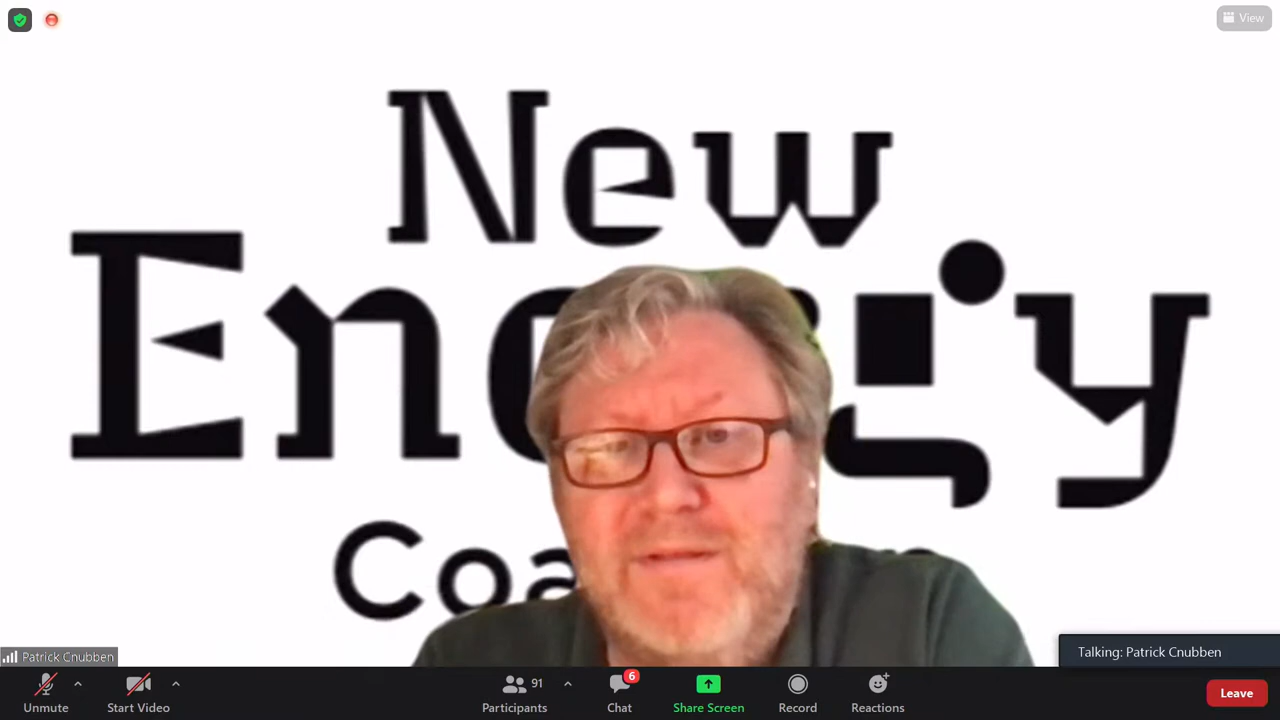 View
New
Energy
Coa
Patrick Cnubben
Talking: Patrick Cnubben
Unmute
Start Video
91
Participants
6
Chat
Share Screen
Record
Reactions
Leave